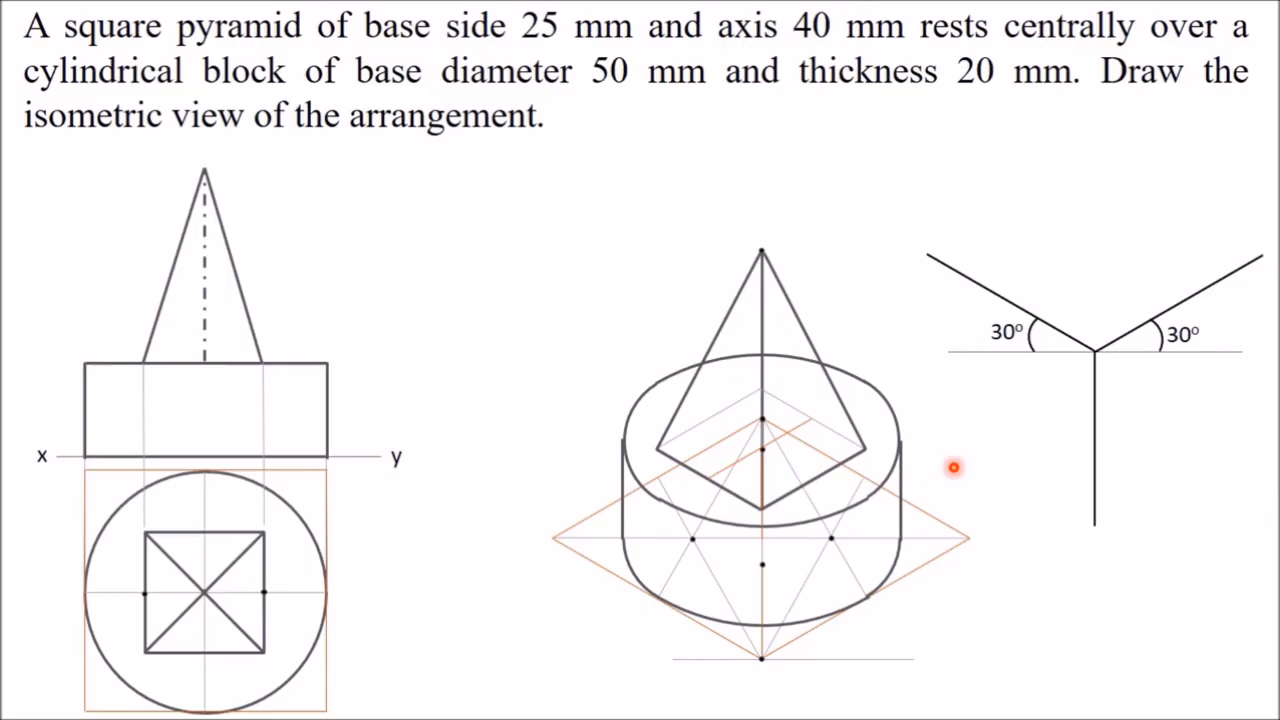 A square pyramid of base side 25 mm and axis 40 mm rests centrally over a
cylindrical block of base diameter 50 mm and thickness 20 mm. Draw the
isometric view of the arrangement.
30° 30°
x y